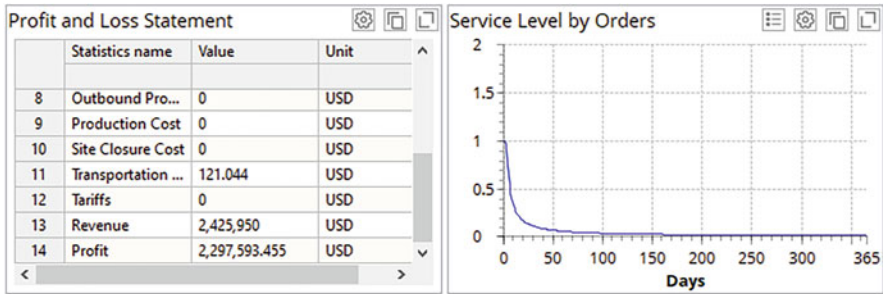 Profit and Loss Statement
Statistics name Value Unit
8 Outbound Pro... 0 USD
9 Production Cost 0 USD
10 Site Closure Cost 0 USD
11 Transportation ... 121.044 USD
12 Tariffs 0 USD
13 Revenue 2,425,950 USD
14 Profit 2,297,593.455 USD
Service Level by Orders
2
1.5
1
0.5
0
0 50 100 150 200 250 300 365
Days